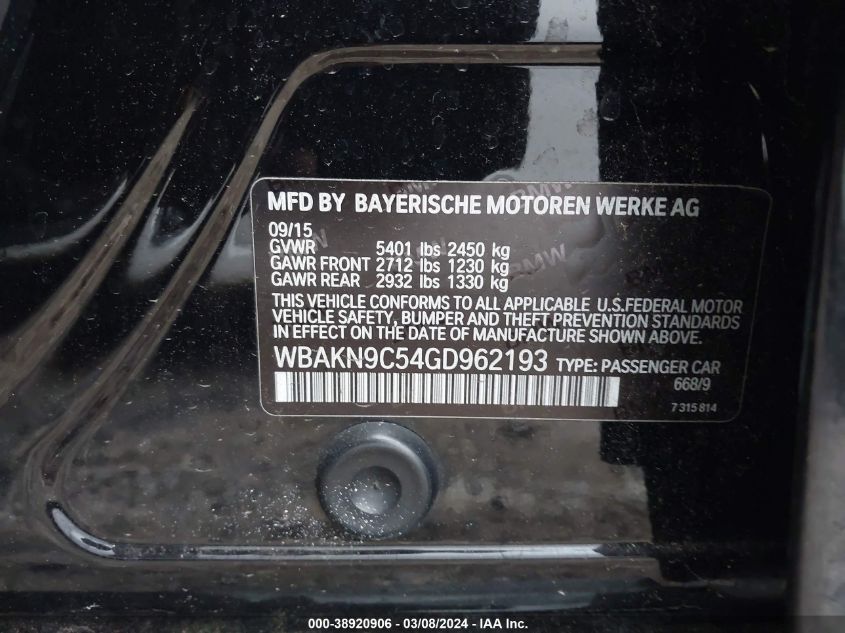 MFD BY BAYERISCHE MOTOREN WERKE AG
09/15
GVWR 5401 lbs 2450 kg
GAWR FRONT 2712 lbs 1230 kg
GAWR REAR 2932 lbs 1330 kg
THIS VEHICLE CONFORMS TO ALL APPLICABLE U.S.FEDERAL MOTOR
VEHICLE SAFETY, BUMPER AND THEFT PREVENTION STANDARDS
IN EFFECT ON THE DATE OF MANUFACTURE SHOWN ABOVE.
WBAKN9C54GD962193 TYPE: PASSENGER CAR
668/9
7 315 814
000-38920906 - 03/08/2024 - © IAA, Inc.